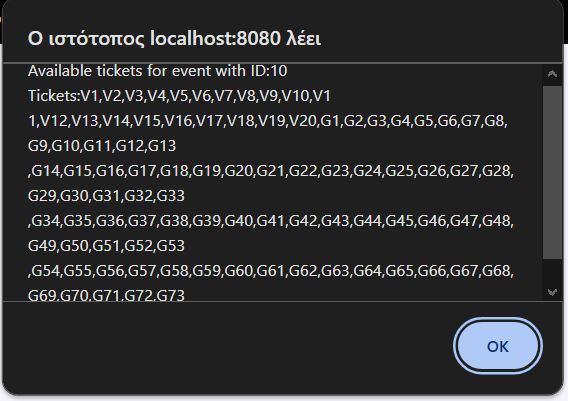 Ο ιστότοπος localhost:8080 λέει
Available tickets for event with ID:10
Tickets:V1,V2,V3,V4,V5,V6,V7,V8,V9,V10,V1
1,V12,V13,V14,V15,V16,V17,V18,V19,V20,G1,G2,G3,G4,G5,G6,G7,G8,
G9,G10,G11,G12,G13
,G14,G15,G16,G17,G18,G19,G20,G21,G22,G23,G24,G25,G26,G27,G28,
G29,G30,G31,G32,G33
,G34,G35,G36,G37,G38,G39,G40,G41,G42,G43,G44,G45,G46,G47,G48,
G49,G50,G51,G52,G53
,G54,G55,G56,G57,G58,G59,G60,G61,G62,G63,G64,G65,G66,G67,G68,
G69,G70,G71,G72,G73
OK